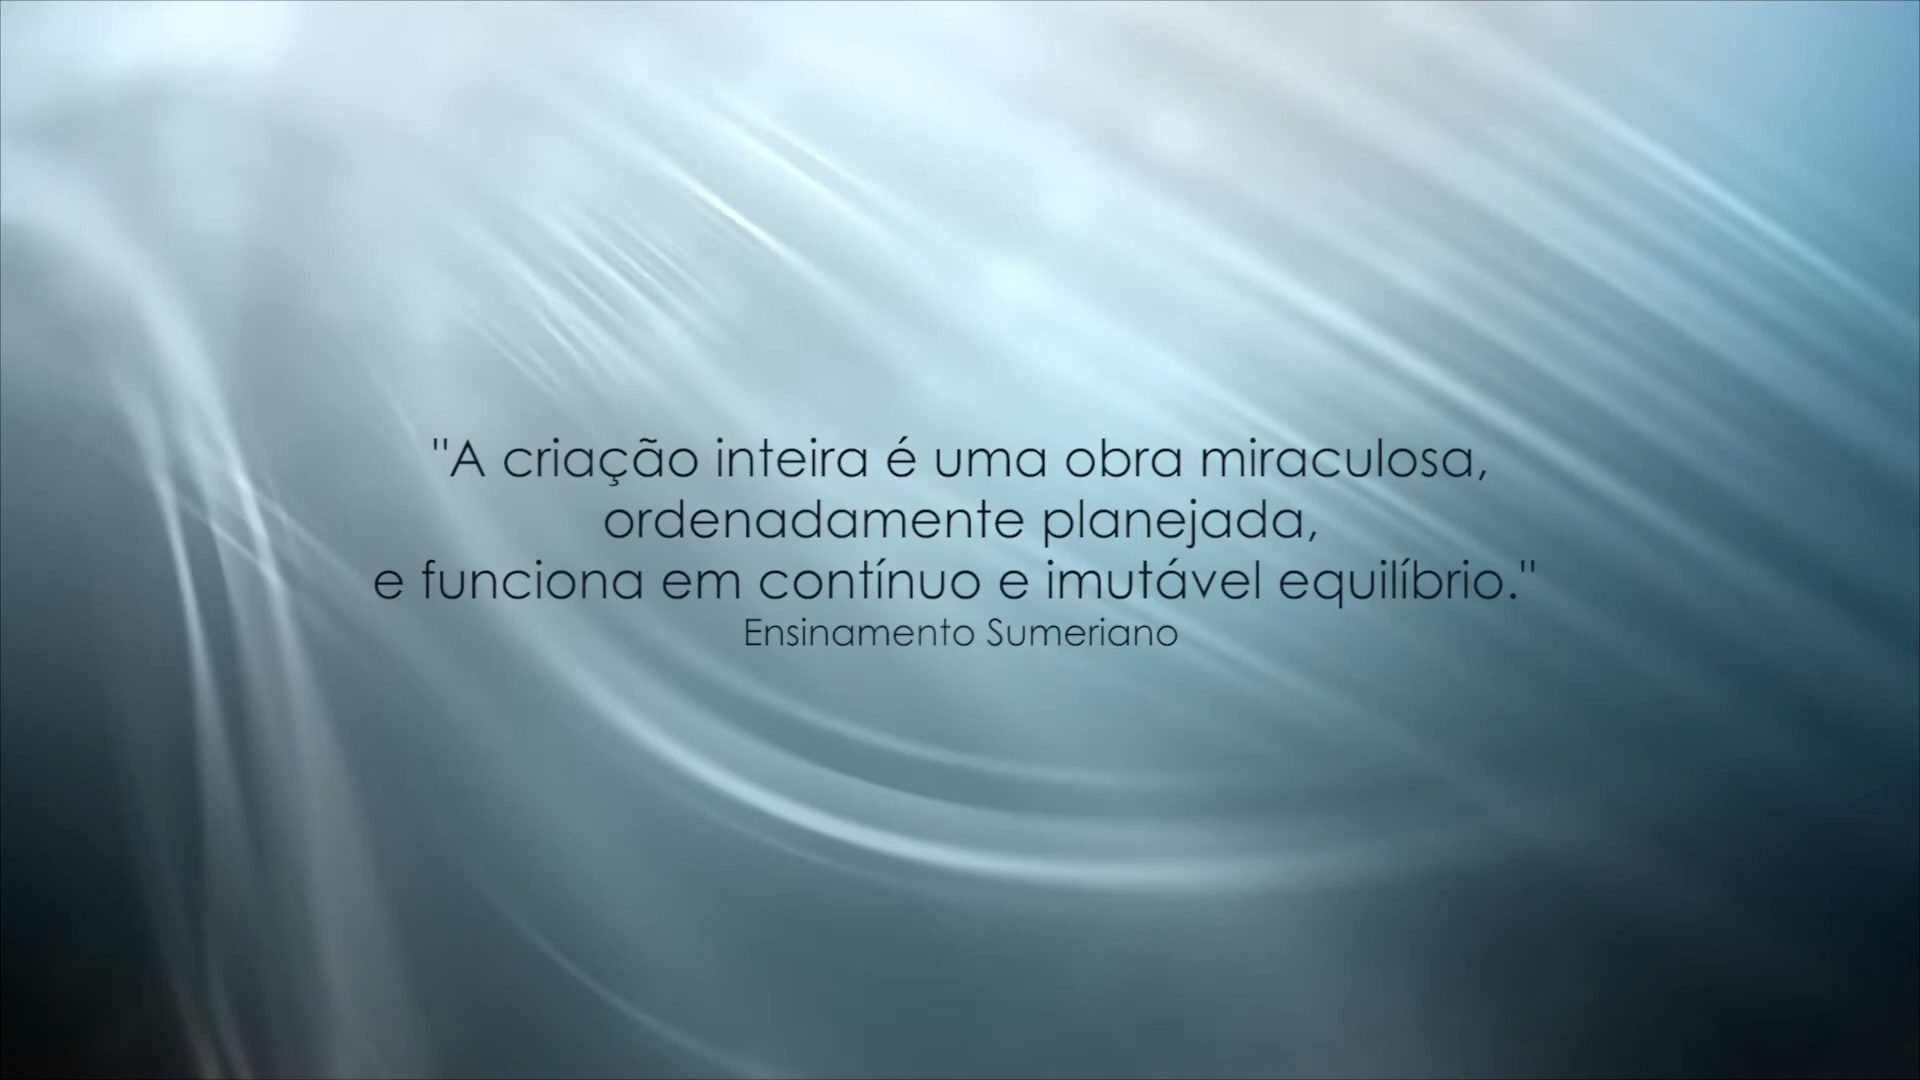 "A criação inteira é uma obra miraculosa,
ordenadamente planejada,
e funciona em contínuo e imutável equilíbrio."
Ensinamento Sumeriano